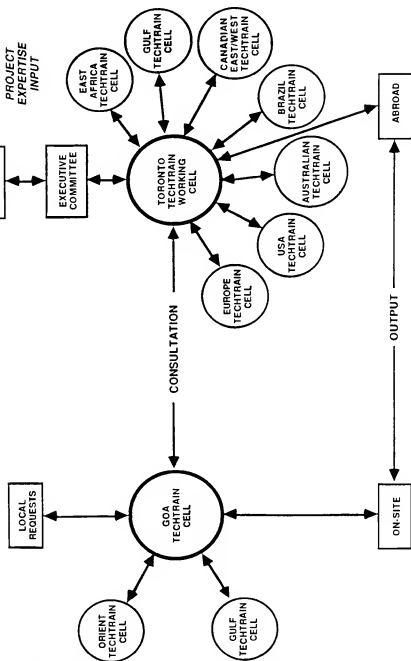 PROJECT
EXPERTISE
INPUT
EXECUTIVE
COMMITTEE
LOCAL
REQUESTS
EAST
AFRICA
TECHTRAIN
CELL
GULF
TECHTRAIN
CELL
CANADIAN
EAST/WEST
TECHTRAIN
CELL
BRAZIL
TECHTRAIN
CELL
ORIENT
TECHTRAIN
CELL
GOA
TECHTRAIN
CELL
CONSULTATION
TORONTO
TECHTRAIN
WORKING
CELL
GULF
TECHTRAIN
CELL
EUROPE
TECHTRAIN
CELL
USA
TECHTRAIN
CELL
AUSTRALIAN
TECHTRAIN
CELL
ON-SITE
OUTPUT
ABROAD